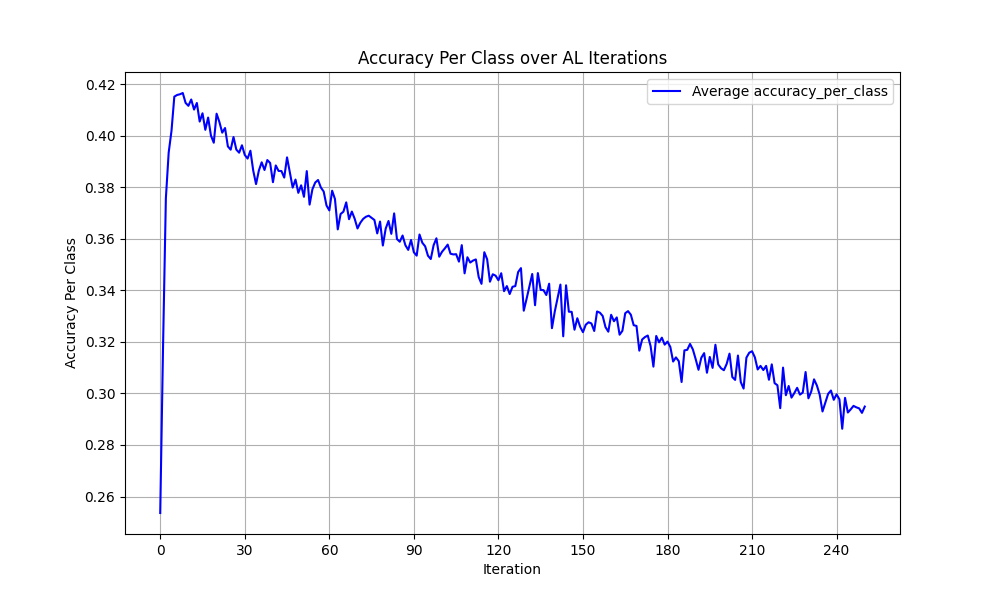 Accuracy Per Class over AL Iterations
Average accuracy_per_class
Accuracy Per Class
0.42
0.40
0.38
0.36
0.34
0.32
0.30
0.28
0.26
0 30 60 90 120 150 180 210 240
Iteration